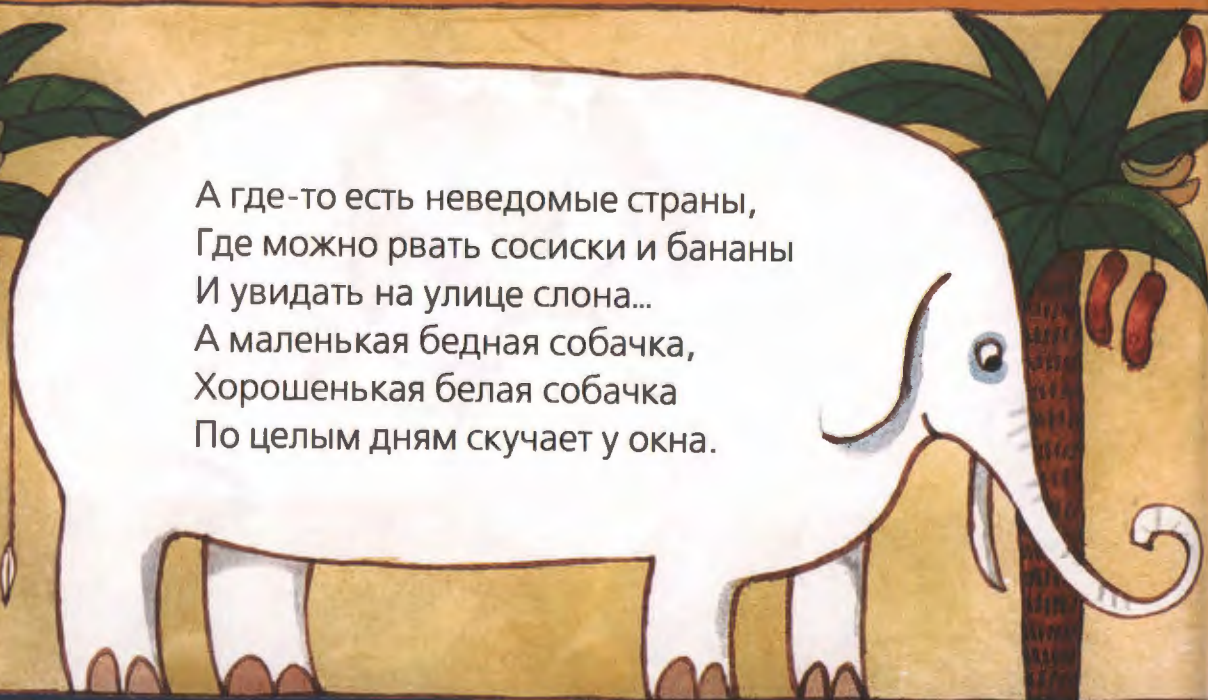 А где-то есть неведомые страны,
Где можно рвать сосиски и бананы
И увидать на улице слона...
А маленькая бедная собачка,
Хорошенькая белая собачка
По целым дням скучает у окна.